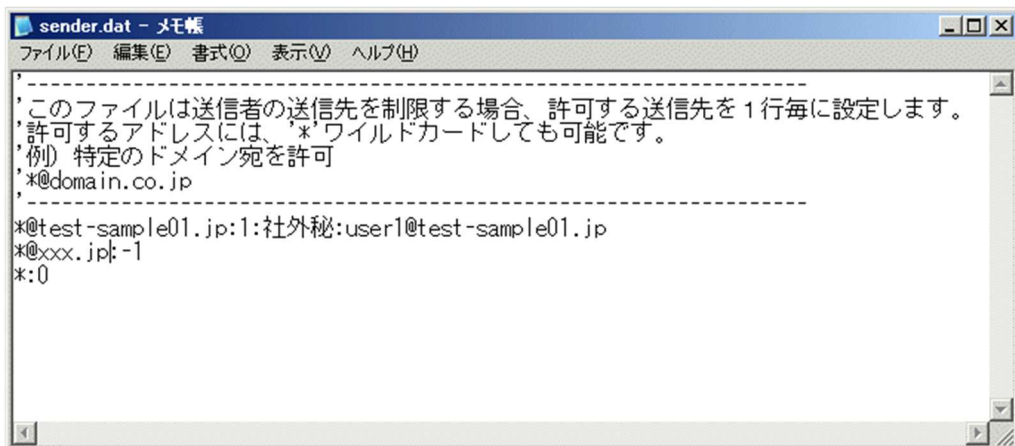 sender.dat - メモ帳
ファイル(F) 編集(E) 書式(O) 表示(V) ヘルプ(H)
'-----------------------------------------------------------------
'このファイルは送信者の送信先を制限する場合、許可する送信先を１行毎に設定します。
'許可するアドレスには、'*'ワイルドカードしても可能です。
'例）特定のドメイン宛を許可
'*@domain.co.jp
'-----------------------------------------------------------------
*@test-sample01.jp:1:社外秘:user1@test-sample01.jp
*@xxx.jp:-1
*:0